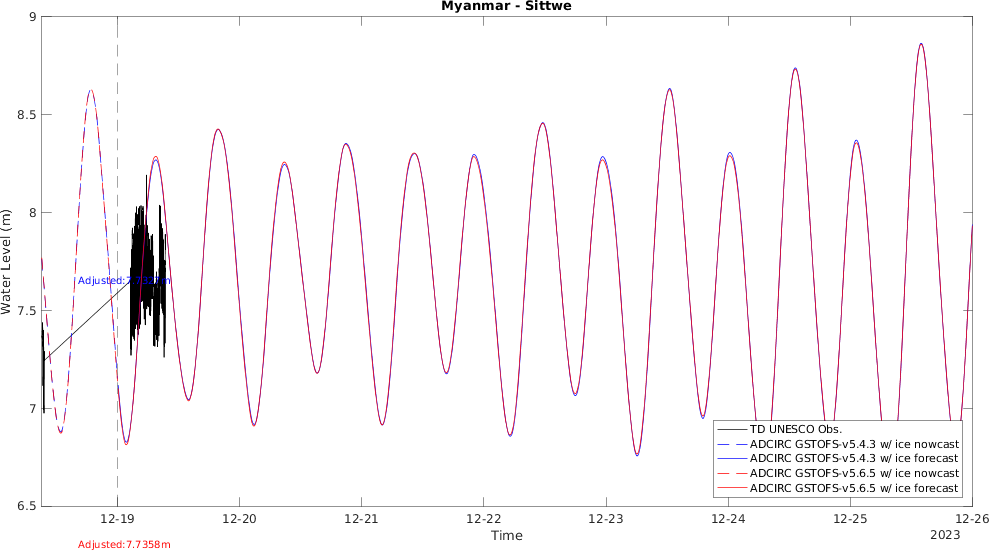 Myanmar - Sittwe
9
8.5
8
7.5
7
6.5
Water Level (m)
Adjusted:7.
TD UNESCO Obs.
ADCIRC GSTOFS-v5.4.3 w/ ice nowcast
ADCIRC GSTOFS-v5.4.3 w/ ice forecast
ADCIRC GSTOFS-v5.6.5 w/ ice nowcast
ADCIRC GSTOFS-v5.6.5 w/ ice forecast
12-19 12-20 12-21 12-22 12-23 12-24 12-25 12-26
Time
2023
Adjusted:7.7358m